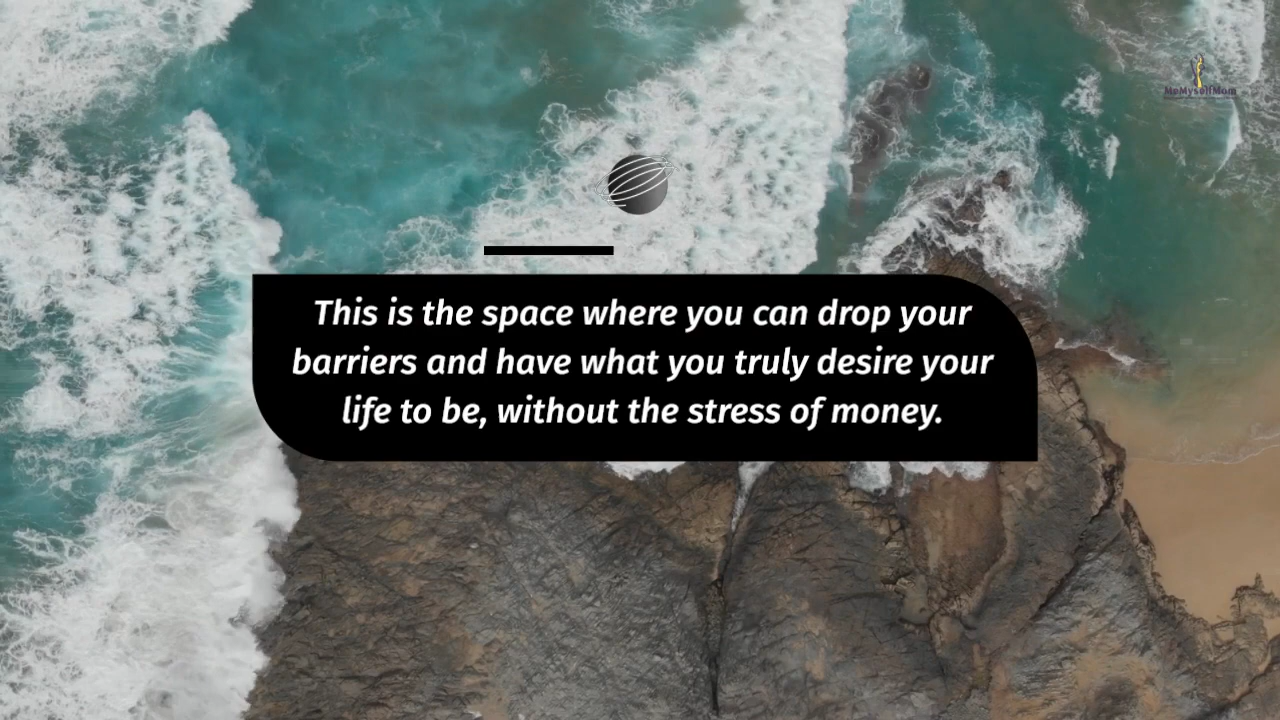 MeMyselfMom
This is the space where you can drop your
barriers and have what you truly desire your
life to be, without the stress of money.